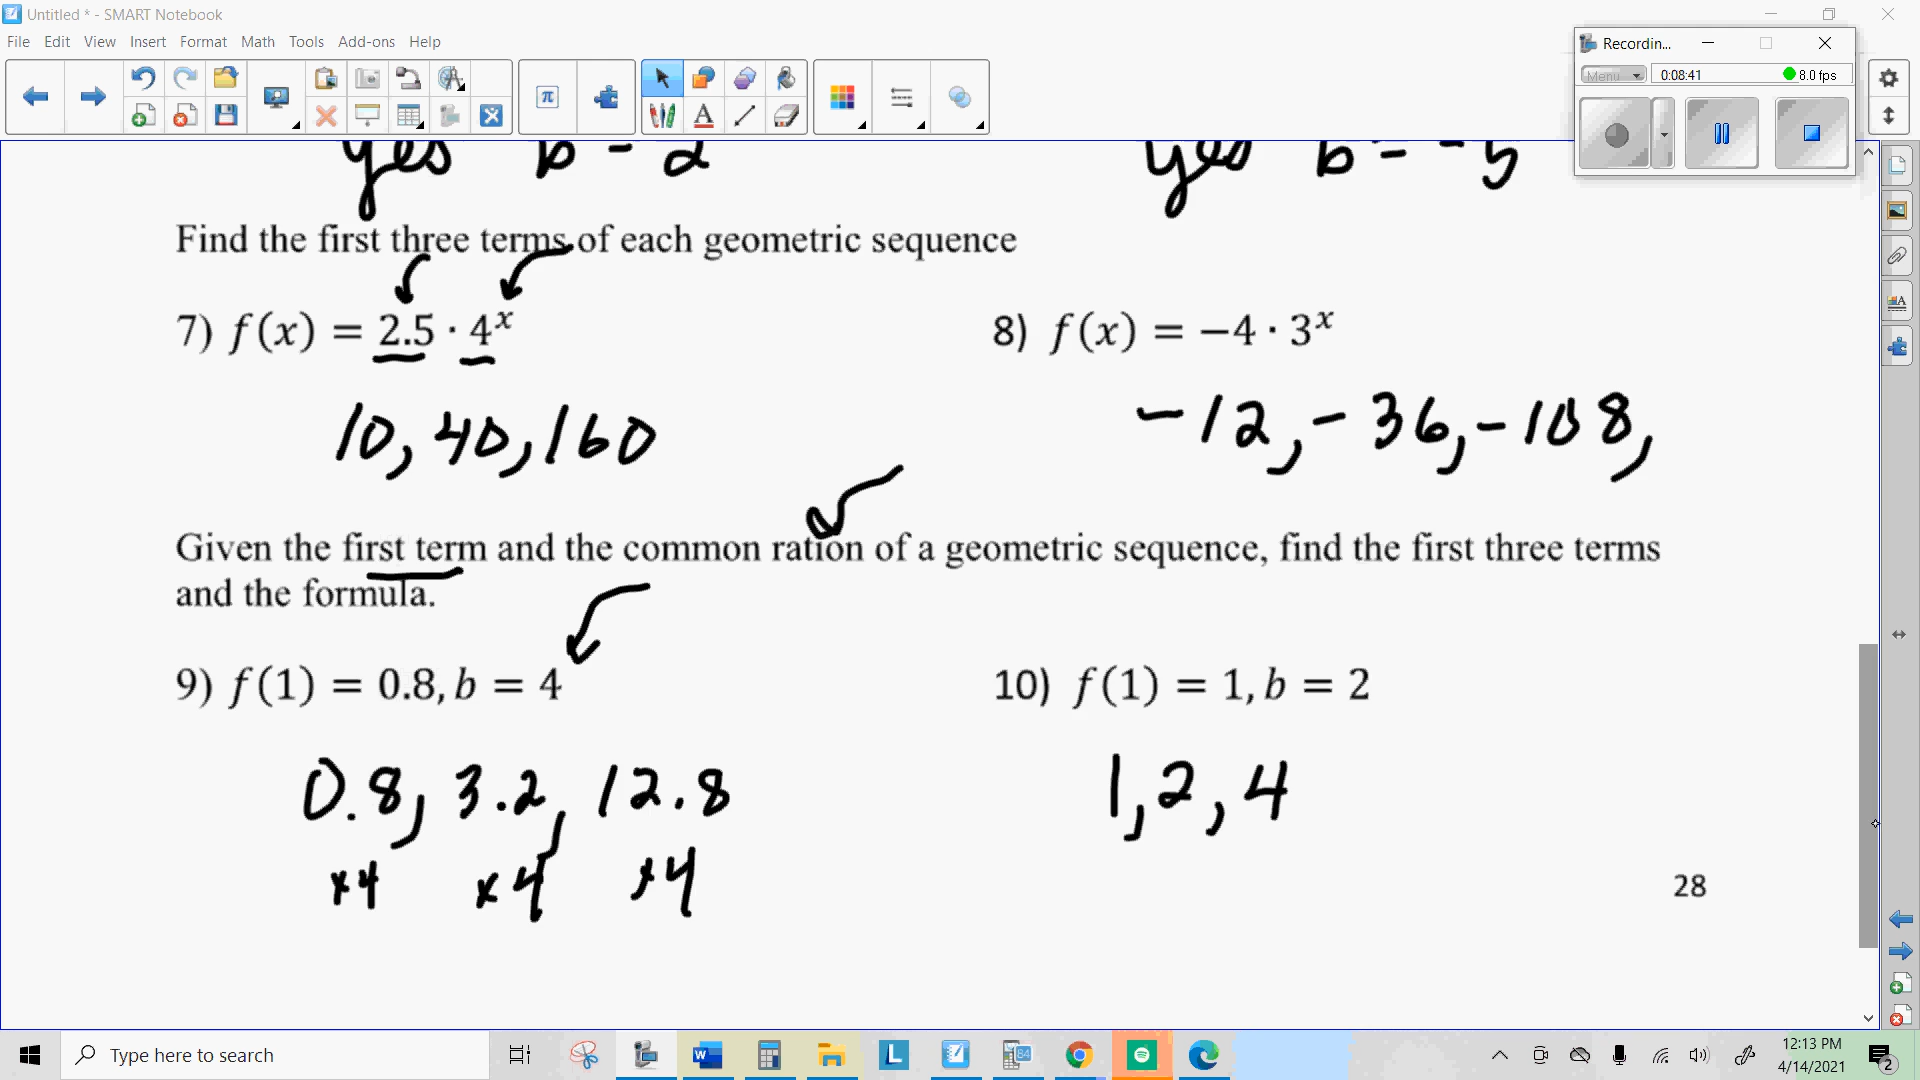 Untitled * - SMART Notebook
File Edit View Insert Format Math Tools Add-ons Help
Recordin...
Menu 0:08:41 8.0 fps
yes b = 2
yes b = -5
Find the first three terms of each geometric sequence
7) f(x) = 2.5 · 4ˣ
8) f(x) = −4 · 3ˣ
10, 40, 160
-12, -36, -108,
Given the first term and the common ration of a geometric sequence, find the first three terms
and the formula.
9) f(1) = 0.8, b = 4
10) f(1) = 1, b = 2
0.8, 3.2, 12.8
1, 2, 4
×4 ×4 ×4
28
Type here to search
12:13 PM
4/14/2021
2